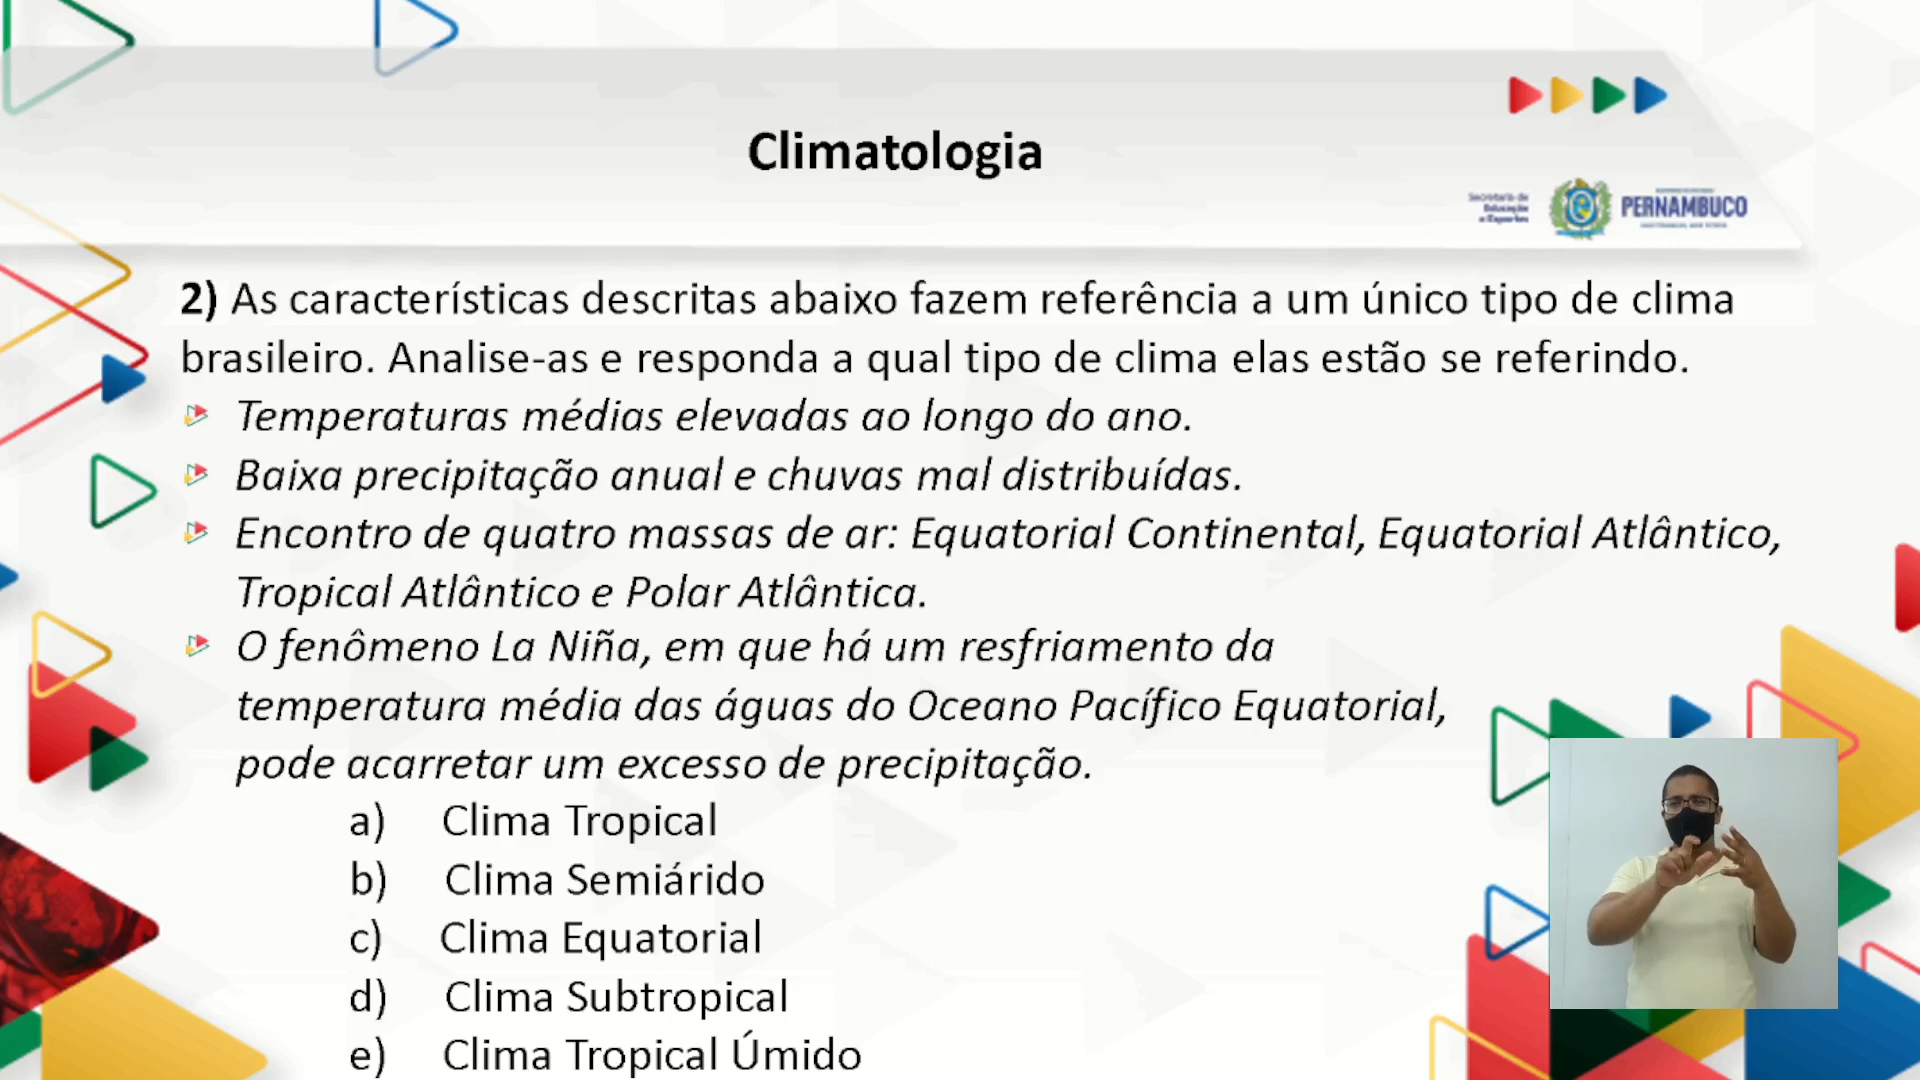 Climatologia
Secretaria de
Educação
e Esportes
PERNAMBUCO
2) As características descritas abaixo fazem referência a um único tipo de clima
brasileiro. Analise-as e responda a qual tipo de clima elas estão se referindo.
Temperaturas médias elevadas ao longo do ano.
Baixa precipitação anual e chuvas mal distribuídas.
Encontro de quatro massas de ar: Equatorial Continental, Equatorial Atlântico,
Tropical Atlântico e Polar Atlântica.
O fenômeno La Niña, em que há um resfriamento da
temperatura média das águas do Oceano Pacífico Equatorial,
pode acarretar um excesso de precipitação.
a) Clima Tropical
b) Clima Semiárido
c) Clima Equatorial
d) Clima Subtropical
e) Clima Tropical Úmido